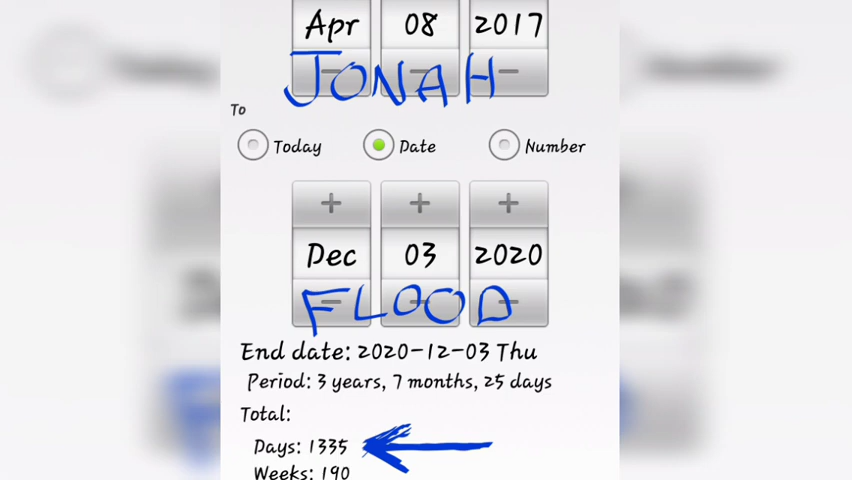 Apr 08 2017
JONAH
To
Today Date Number
+ + +
Dec 03 2020
FLOOD
End date: 2020-12-03 Thu
Period: 3 years, 7 months, 25 days
Total:
Days: 1335
Weeks: 190